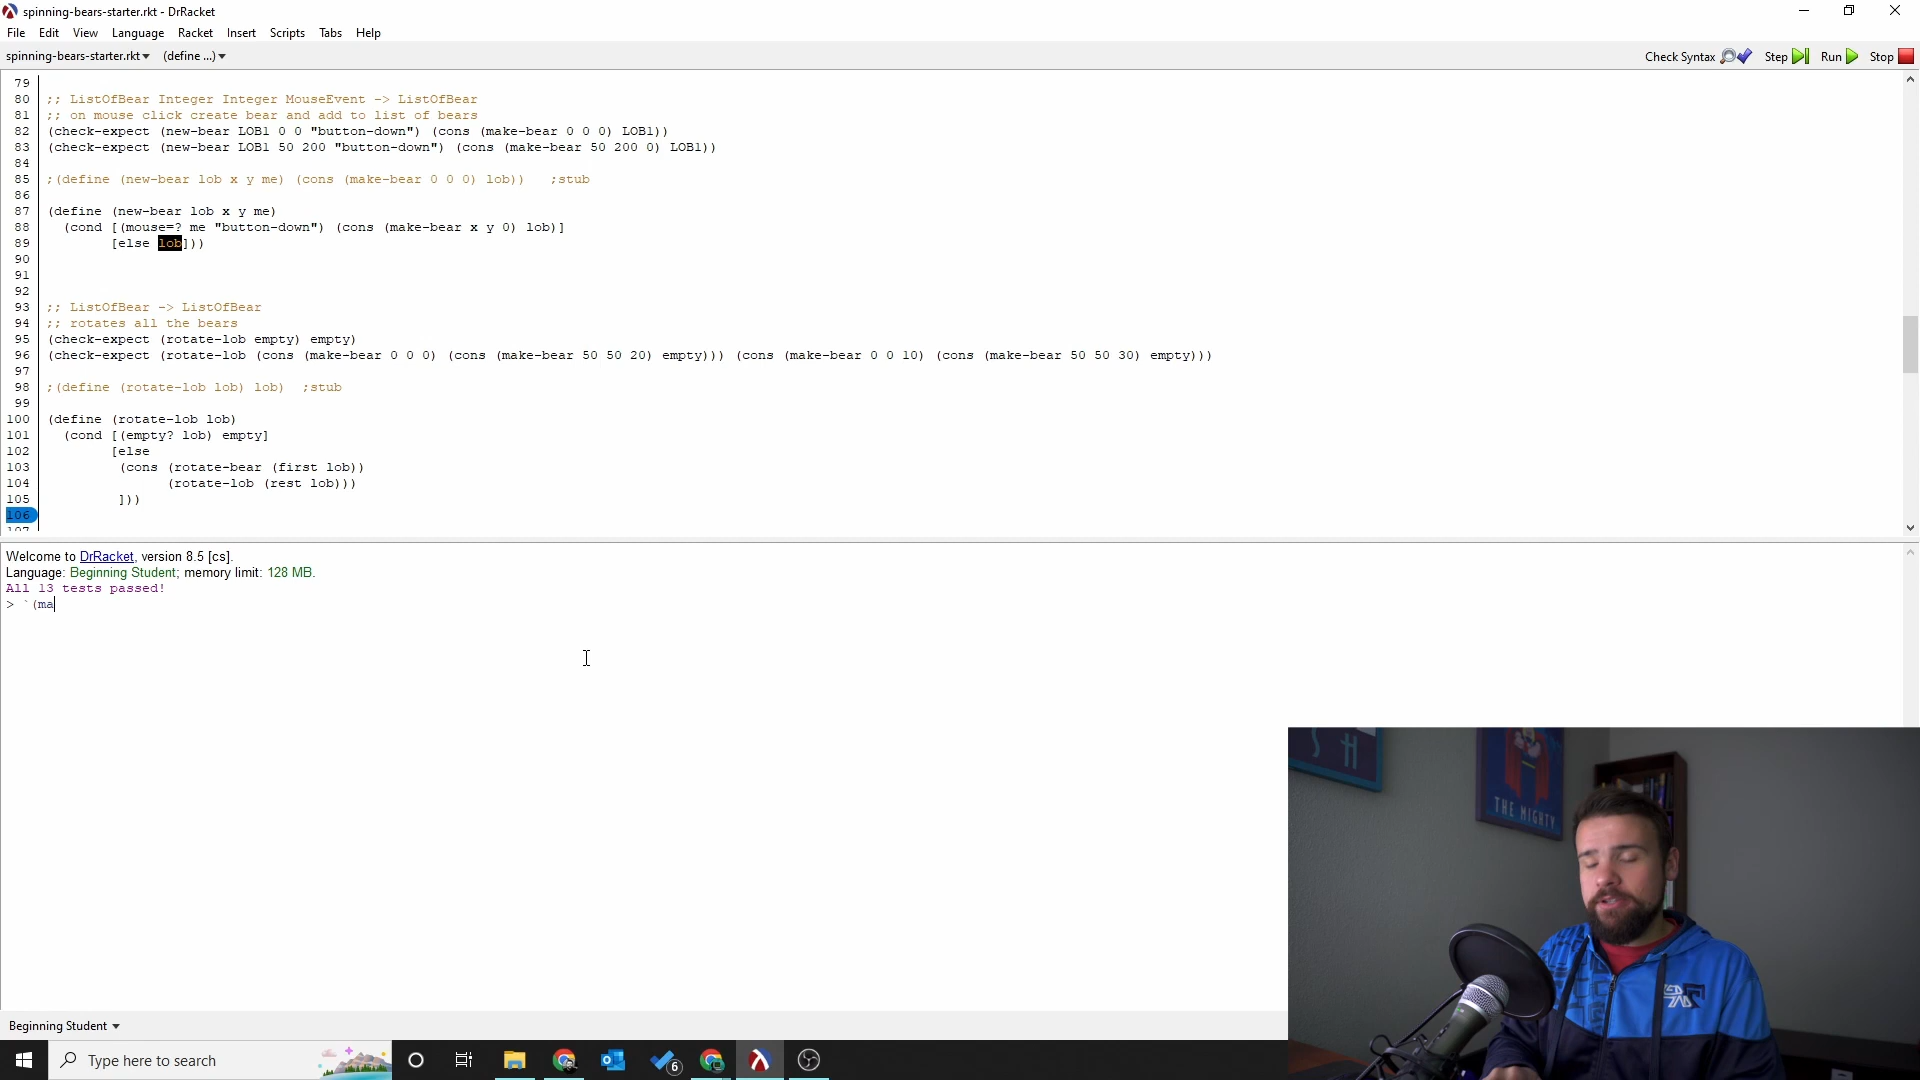 spinning-bears-starter.rkt - DrRacket
File Edit View Language Racket Insert Scripts Tabs Help
spinning-bears-starter.rkt (define ...) Check Syntax Step Run Stop
79
80 ;; ListOfBear Integer Integer MouseEvent -> ListOfBear
81 ;; on mouse click create bear and add to list of bears
82 (check-expect (new-bear LOB1 0 0 "button-down") (cons (make-bear 0 0 0) LOB1))
83 (check-expect (new-bear LOB1 50 200 "button-down") (cons (make-bear 50 200 0) LOB1))
84
85 ;(define (new-bear lob x y me) (cons (make-bear 0 0 0) lob)) ;stub
86
87 (define (new-bear lob x y me)
88 (cond [(mouse=? me "button-down") (cons (make-bear x y 0) lob)]
89 [else lob]))
90
91
92
93 ;; ListOfBear -> ListOfBear
94 ;; rotates all the bears
95 (check-expect (rotate-lob empty) empty)
96 (check-expect (rotate-lob (cons (make-bear 0 0 0) (cons (make-bear 50 50 20) empty))) (cons (make-bear 0 0 10) (cons (make-bear 50 50 30) empty)))
97
98 ;(define (rotate-lob lob) lob) ;stub
99
100 (define (rotate-lob lob)
101 (cond [(empty? lob) empty]
102 [else
103 (cons (rotate-bear (first lob))
104 (rotate-lob (rest lob)))
105 ]))
106
107
Welcome to DrRacket, version 8.5 [cs].
Language: Beginning Student; memory limit: 128 MB.
All 13 tests passed!
> `(ma
S H
THE MIGHTY
Beginning Student
Type here to search
6